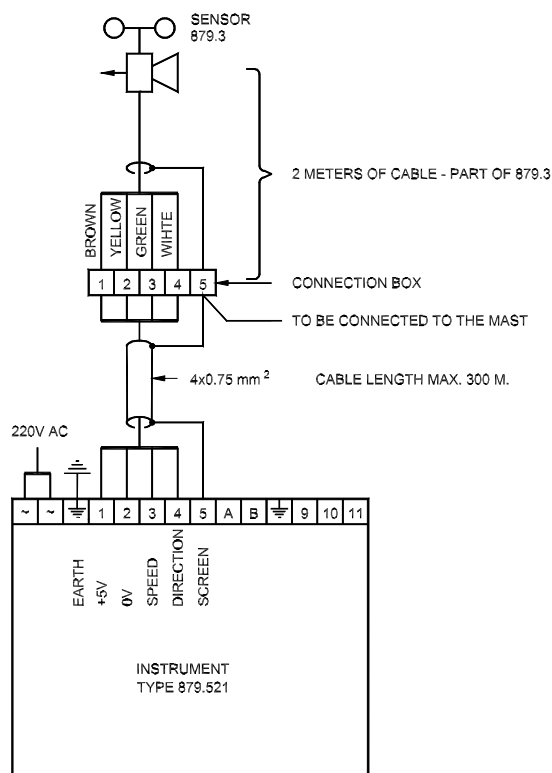 SENSOR
879.3
2 METERS OF CABLE - PART OF 879.3
BROWN
YELLOW
GREEN
WIHTE
1 2 3 4 5
CONNECTION BOX
TO BE CONNECTED TO THE MAST
4x0.75 mm²
CABLE LENGTH MAX. 300 M.
220V AC
~ ~ 1 2 3 4 5 A B 9 10 11
EARTH
+5V
0V
SPEED
DIRECTION
SCREEN
INSTRUMENT
TYPE 879.521